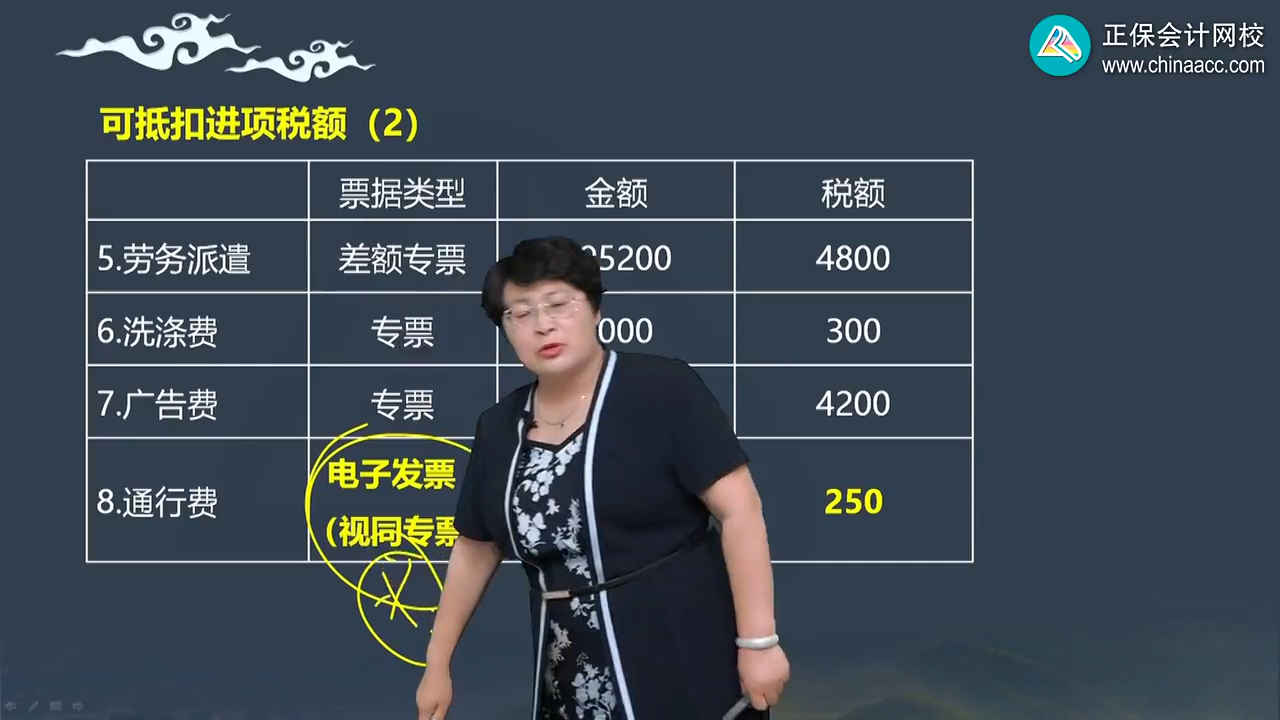 正保会计网校
www.chinaacc.com
可抵扣进项税额（2）
票据类型 金额 税额
5.劳务派遣 差额专票 5200 4800
6.洗涤费 专票 000 300
7.广告费 专票 4200
8.通行费 电子发票 250
(视同专票